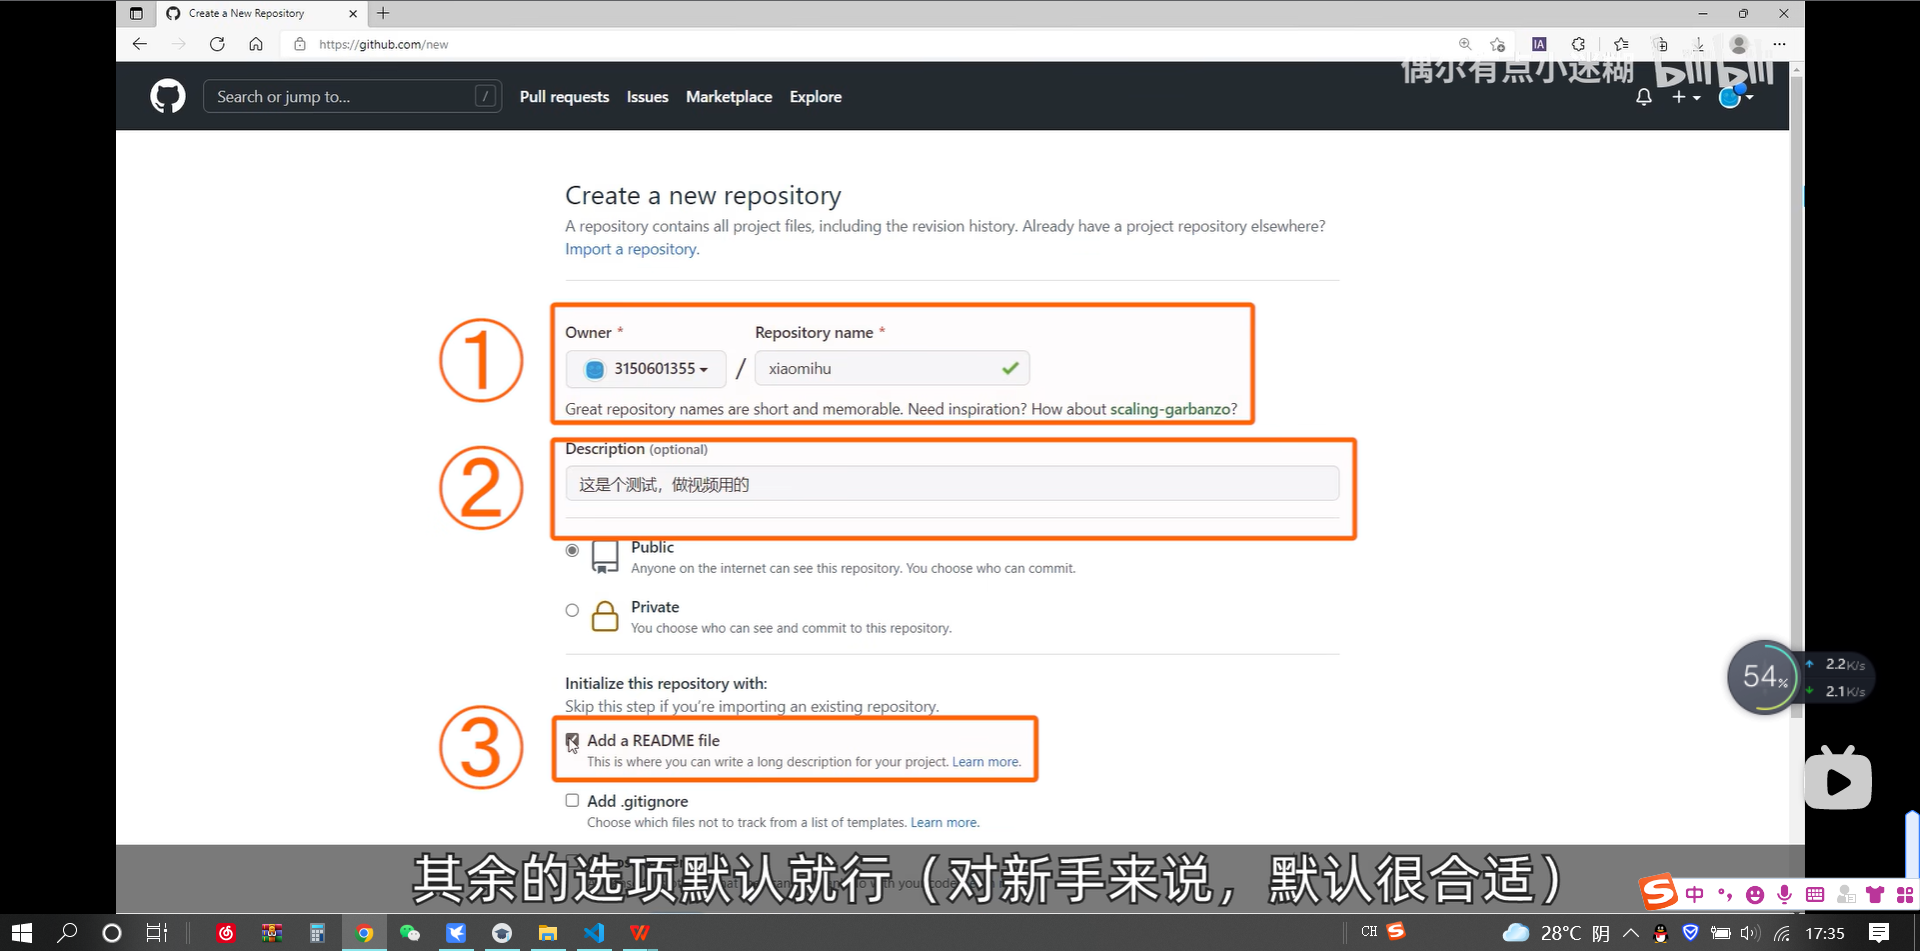 Create a New Repository
https://github.com/new
IA
偶尔有点小迷糊 bilibili
Search or jump to... /
Pull requests Issues Marketplace Explore
Create a new repository
A repository contains all project files, including the revision history. Already have a project repository elsewhere?
Import a repository.
① Owner * Repository name *
3150601355 / xiaomihu
Great repository names are short and memorable. Need inspiration? How about scaling-garbanzo?
② Description (optional)
这是个测试，做视频用的
Public
Anyone on the internet can see this repository. You choose who can commit.
Private
You choose who can see and commit to this repository.
54% 2.2K/s
2.1K/s
Initialize this repository with:
Skip this step if you're importing an existing repository.
③ Add a README file
This is where you can write a long description for your project. Learn more.
Add .gitignore
Choose which files not to track from a list of templates. Learn more.
其余的选项默认就行（对新手来说，默认很合适）
S 中
CH S 28°C 阴 17:35